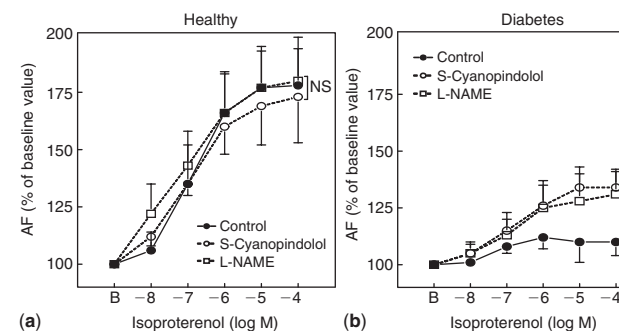 Healthy
200
175
150
125
100
AF (% of baseline value)
NS
Control
S-Cyanopindolol
L-NAME
B −8 −7 −6 −5 −4
(a) Isoproterenol (log M)
Diabetes
200
175
150
125
100
AF (% of baseline value)
Control
S-Cyanopindolol
L-NAME
B −8 −7 −6 −5 −4
(b) Isoproterenol (log M)